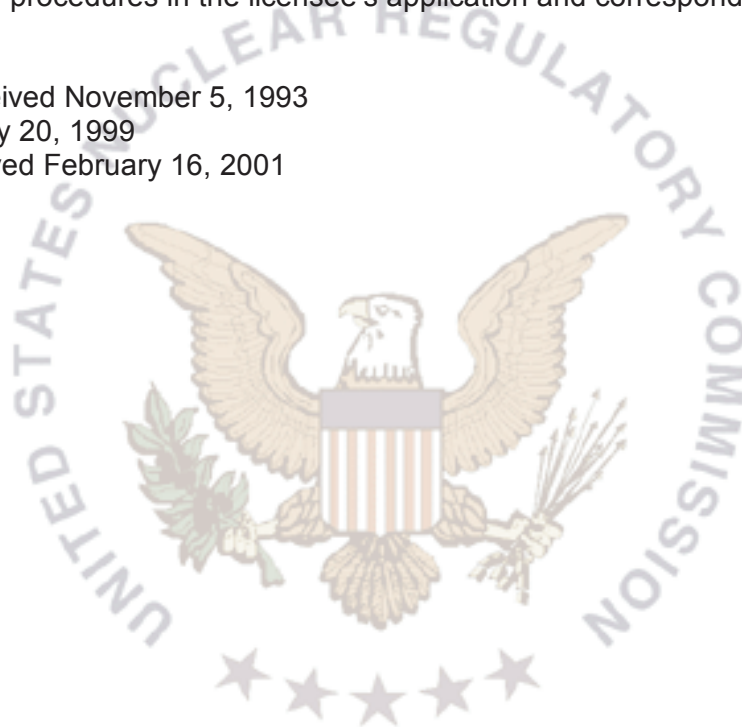 procedures in the licensee's application and correspond
ived November 5, 1993
y 20, 1999
ved February 16, 2001
UNITED STATES NUCLEAR REGULATORY COMMISSION